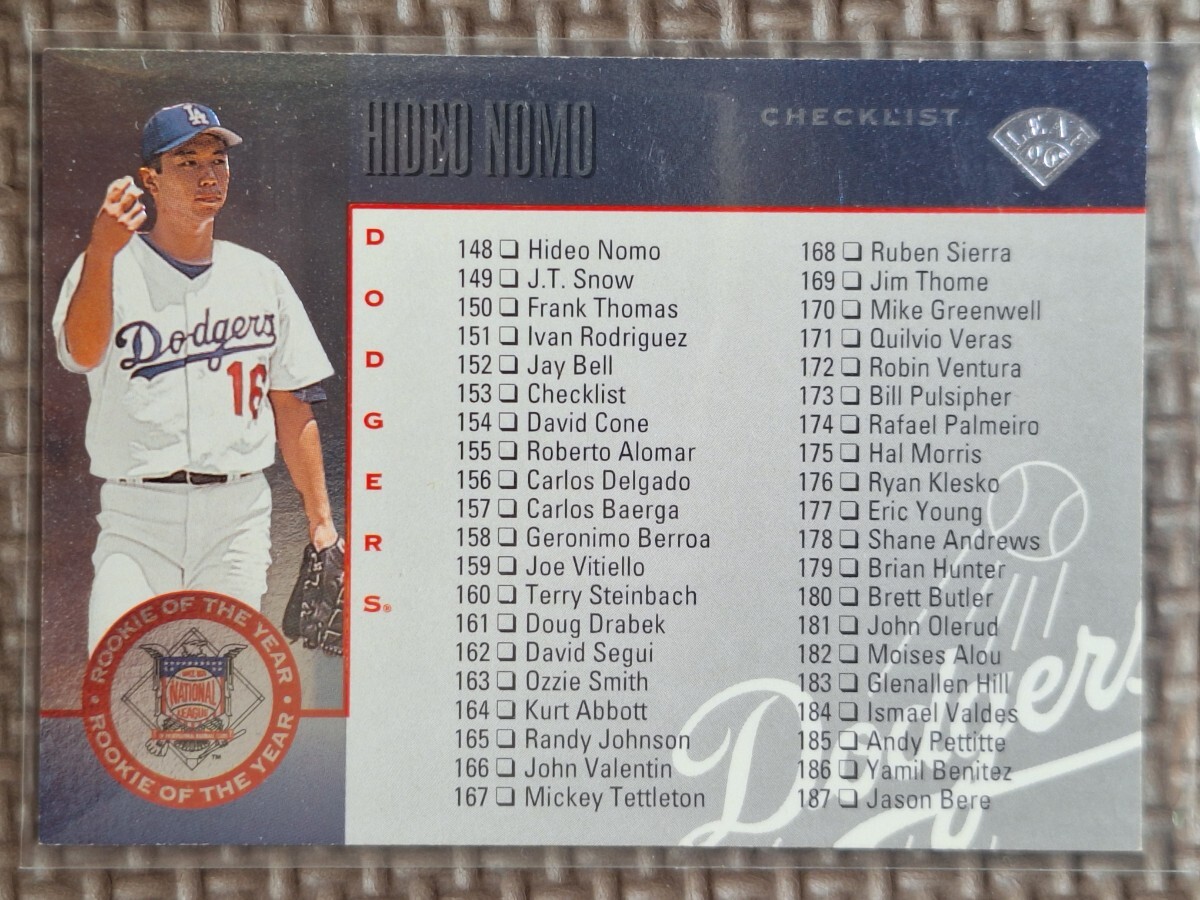 HIDEO NOMO
CHECKLIST
LEAF
96
LA
Dodgers
16
DODGERS®
148 ❏ Hideo Nomo
149 ❏ J.T. Snow
150 ❏ Frank Thomas
151 ❏ Ivan Rodriguez
152 ❏ Jay Bell
153 ❏ Checklist
154 ❏ David Cone
155 ❏ Roberto Alomar
156 ❏ Carlos Delgado
157 ❏ Carlos Baerga
158 ❏ Geronimo Berroa
159 ❏ Joe Vitiello
160 ❏ Terry Steinbach
161 ❏ Doug Drabek
162 ❏ David Segui
163 ❏ Ozzie Smith
164 ❏ Kurt Abbott
165 ❏ Randy Johnson
166 ❏ John Valentin
167 ❏ Mickey Tettleton
168 ❏ Ruben Sierra
169 ❏ Jim Thome
170 ❏ Mike Greenwell
171 ❏ Quilvio Veras
172 ❏ Robin Ventura
173 ❏ Bill Pulsipher
174 ❏ Rafael Palmeiro
175 ❏ Hal Morris
176 ❏ Ryan Klesko
177 ❏ Eric Young
178 ❏ Shane Andrews
179 ❏ Brian Hunter
180 ❏ Brett Butler
181 ❏ John Olerud
182 ❏ Moises Alou
183 ❏ Glenallen Hill
184 ❏ Ismael Valdes
185 ❏ Andy Pettitte
186 ❏ Yamil Benitez
187 ❏ Jason Bere
Dodgers
ROOKIE OF THE YEAR
NATIONAL
LEAGUE
TM
ROOKIE OF THE YEAR